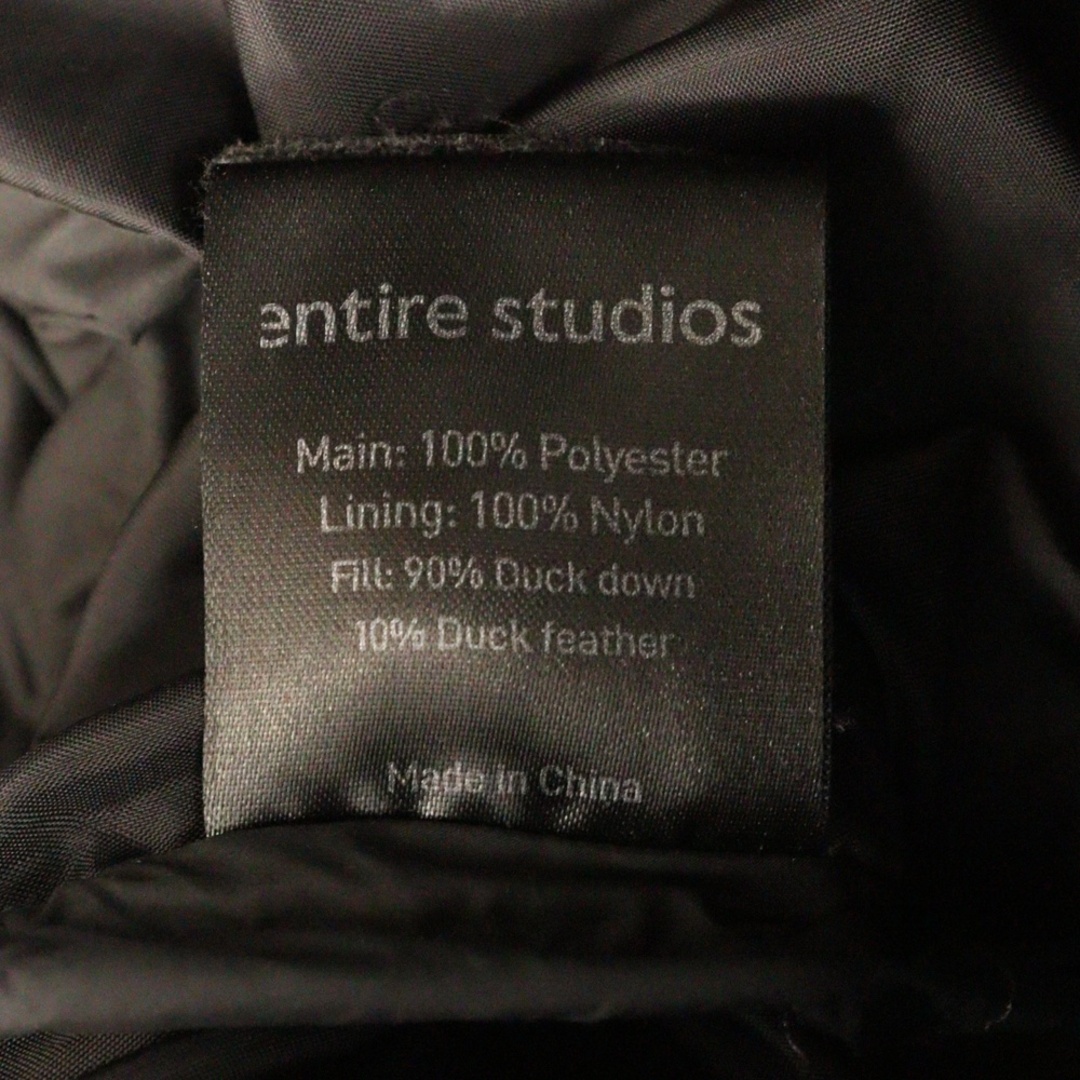 entire studios
Main: 100% Polyester
Lining: 100% Nylon
Fill: 90% Duck down
10% Duck feather
Made In China